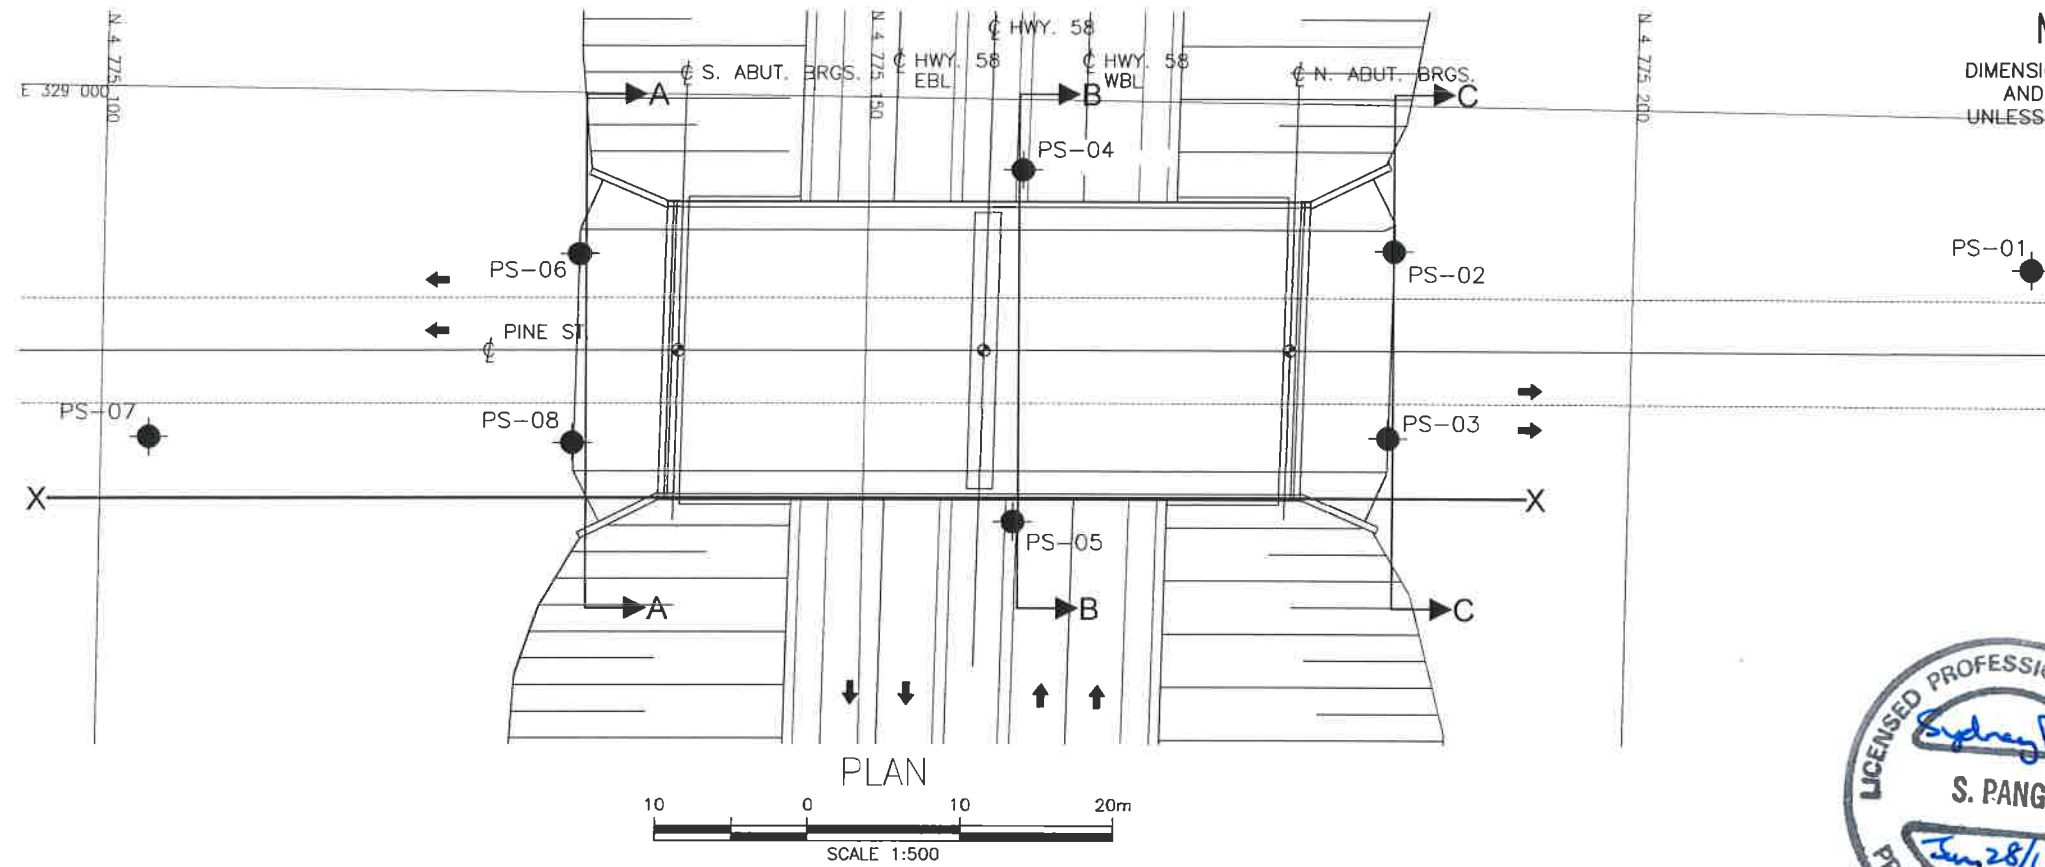 N 4 775 100
N 4 775 150
N 4 775 200
E 329 000
℄ S. ABUT. BRGS.
℄ HWY. 58
EBL
℄ HWY. 58
℄ HWY. 58
WBL
℄ N. ABUT. BRGS.
DIMENSI
AND
UNLESS
A
B
C
PS-04
PS-06
PS-02
PS-01
℄ PINE ST.
PS-07
PS-08
PS-03
X
X
PS-05
A
B
C
PLAN
10 0 10 20m
SCALE 1:500
LICENSED PROFESSI
Sydney
S. PANG